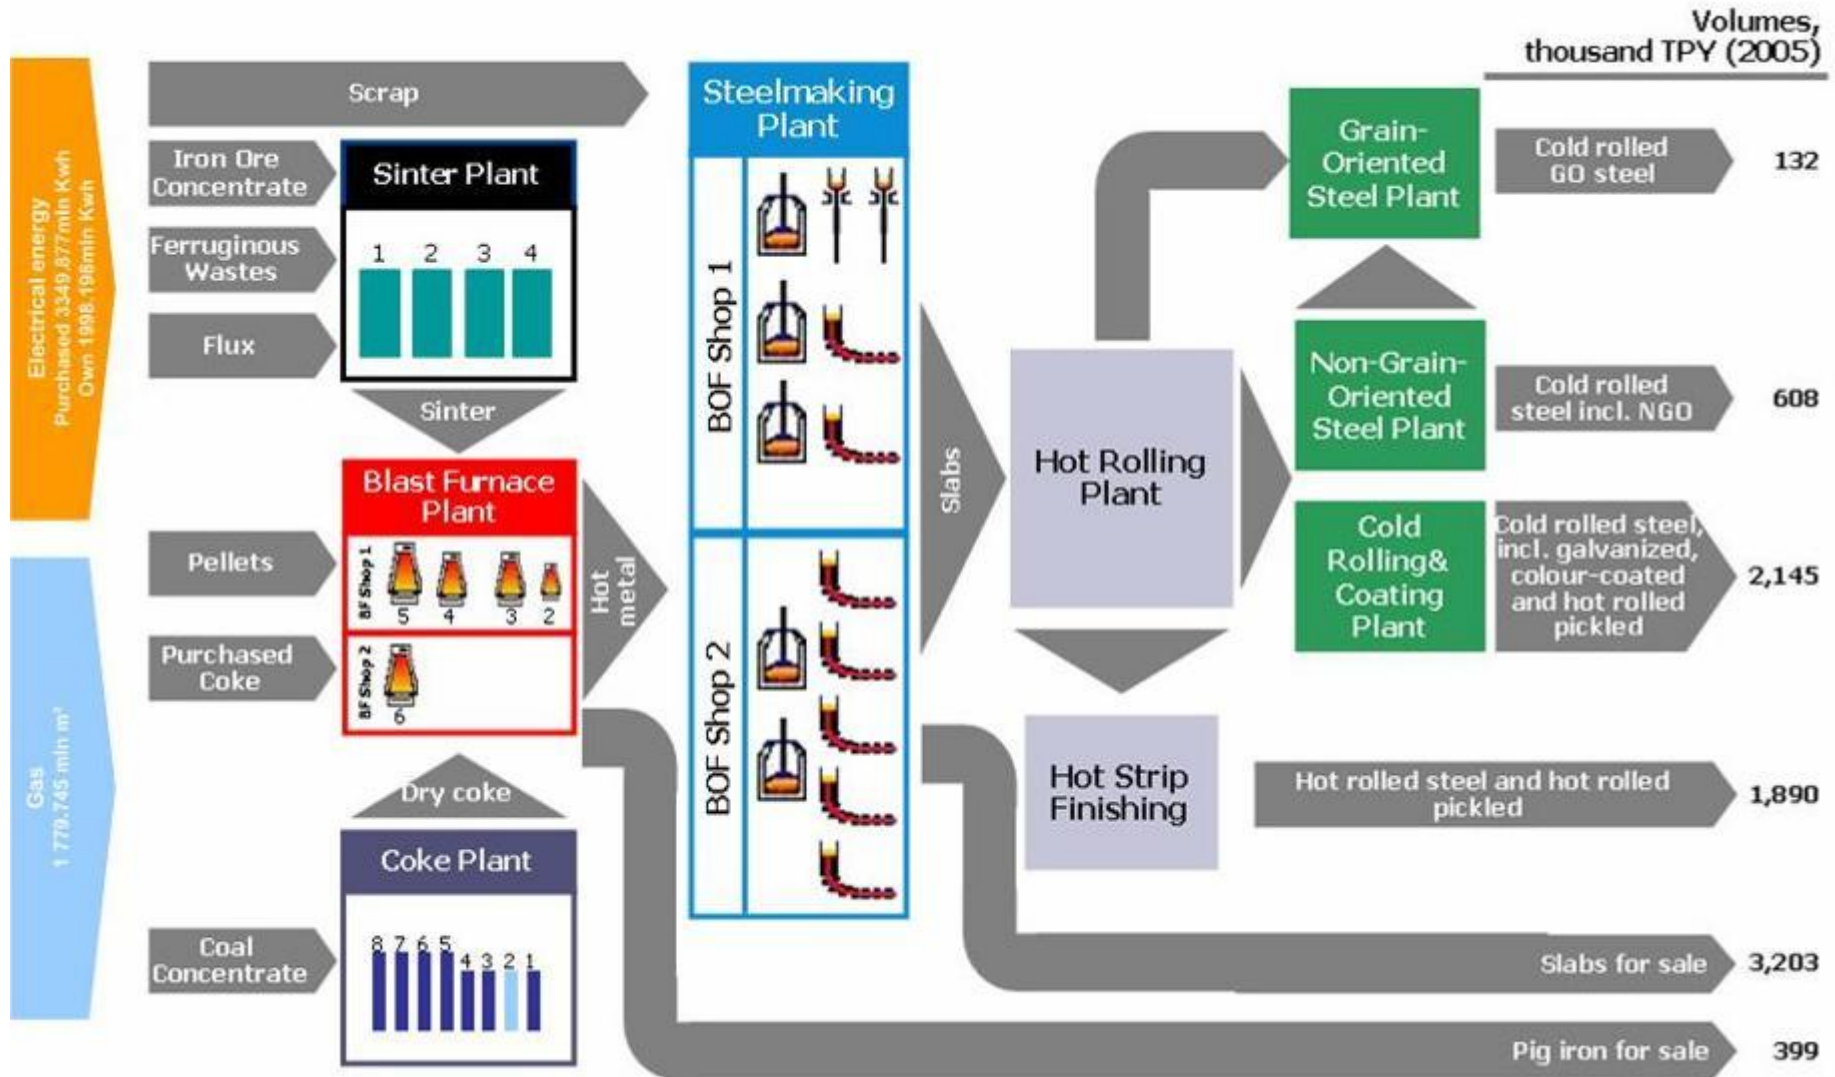 Volumes,
thousand TPY (2005)
Electrical energy
Purchased 3349.877mln Kwh
Own 1998.198mln Kwh
Gas
1 779.745 mln m³
Scrap
Iron Ore
Concentrate
Ferruginous
Wastes
Flux
Sinter Plant
1 2 3 4
Sinter
Pellets
Purchased
Coke
Blast Furnace
Plant
BF Shop 1
5 4 3 2
BF Shop 2
6
Hot
metal
Dry coke
Coke Plant
8 7 6 5 4 3 2 1
Coal
Concentrate
Steelmaking
Plant
BOF Shop 1
BOF Shop 2
Slabs
Hot Rolling
Plant
Hot Strip
Finishing
Grain-
Oriented
Steel Plant
Cold rolled
GO steel
132
Non-Grain-
Oriented
Steel Plant
Cold rolled
steel incl. NGO
608
Cold
Rolling&
Coating
Plant
Cold rolled steel,
incl. galvanized,
colour-coated
and hot rolled
pickled
2,145
Hot rolled steel and hot rolled
pickled
1,890
Slabs for sale
3,203
Pig iron for sale
399